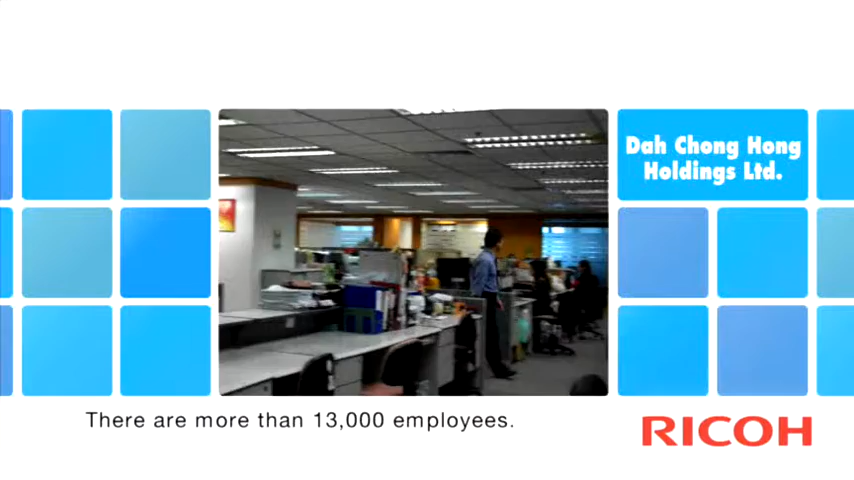 Dah Chong Hong
Holdings Ltd.
There are more than 13,000 employees.
RICOH